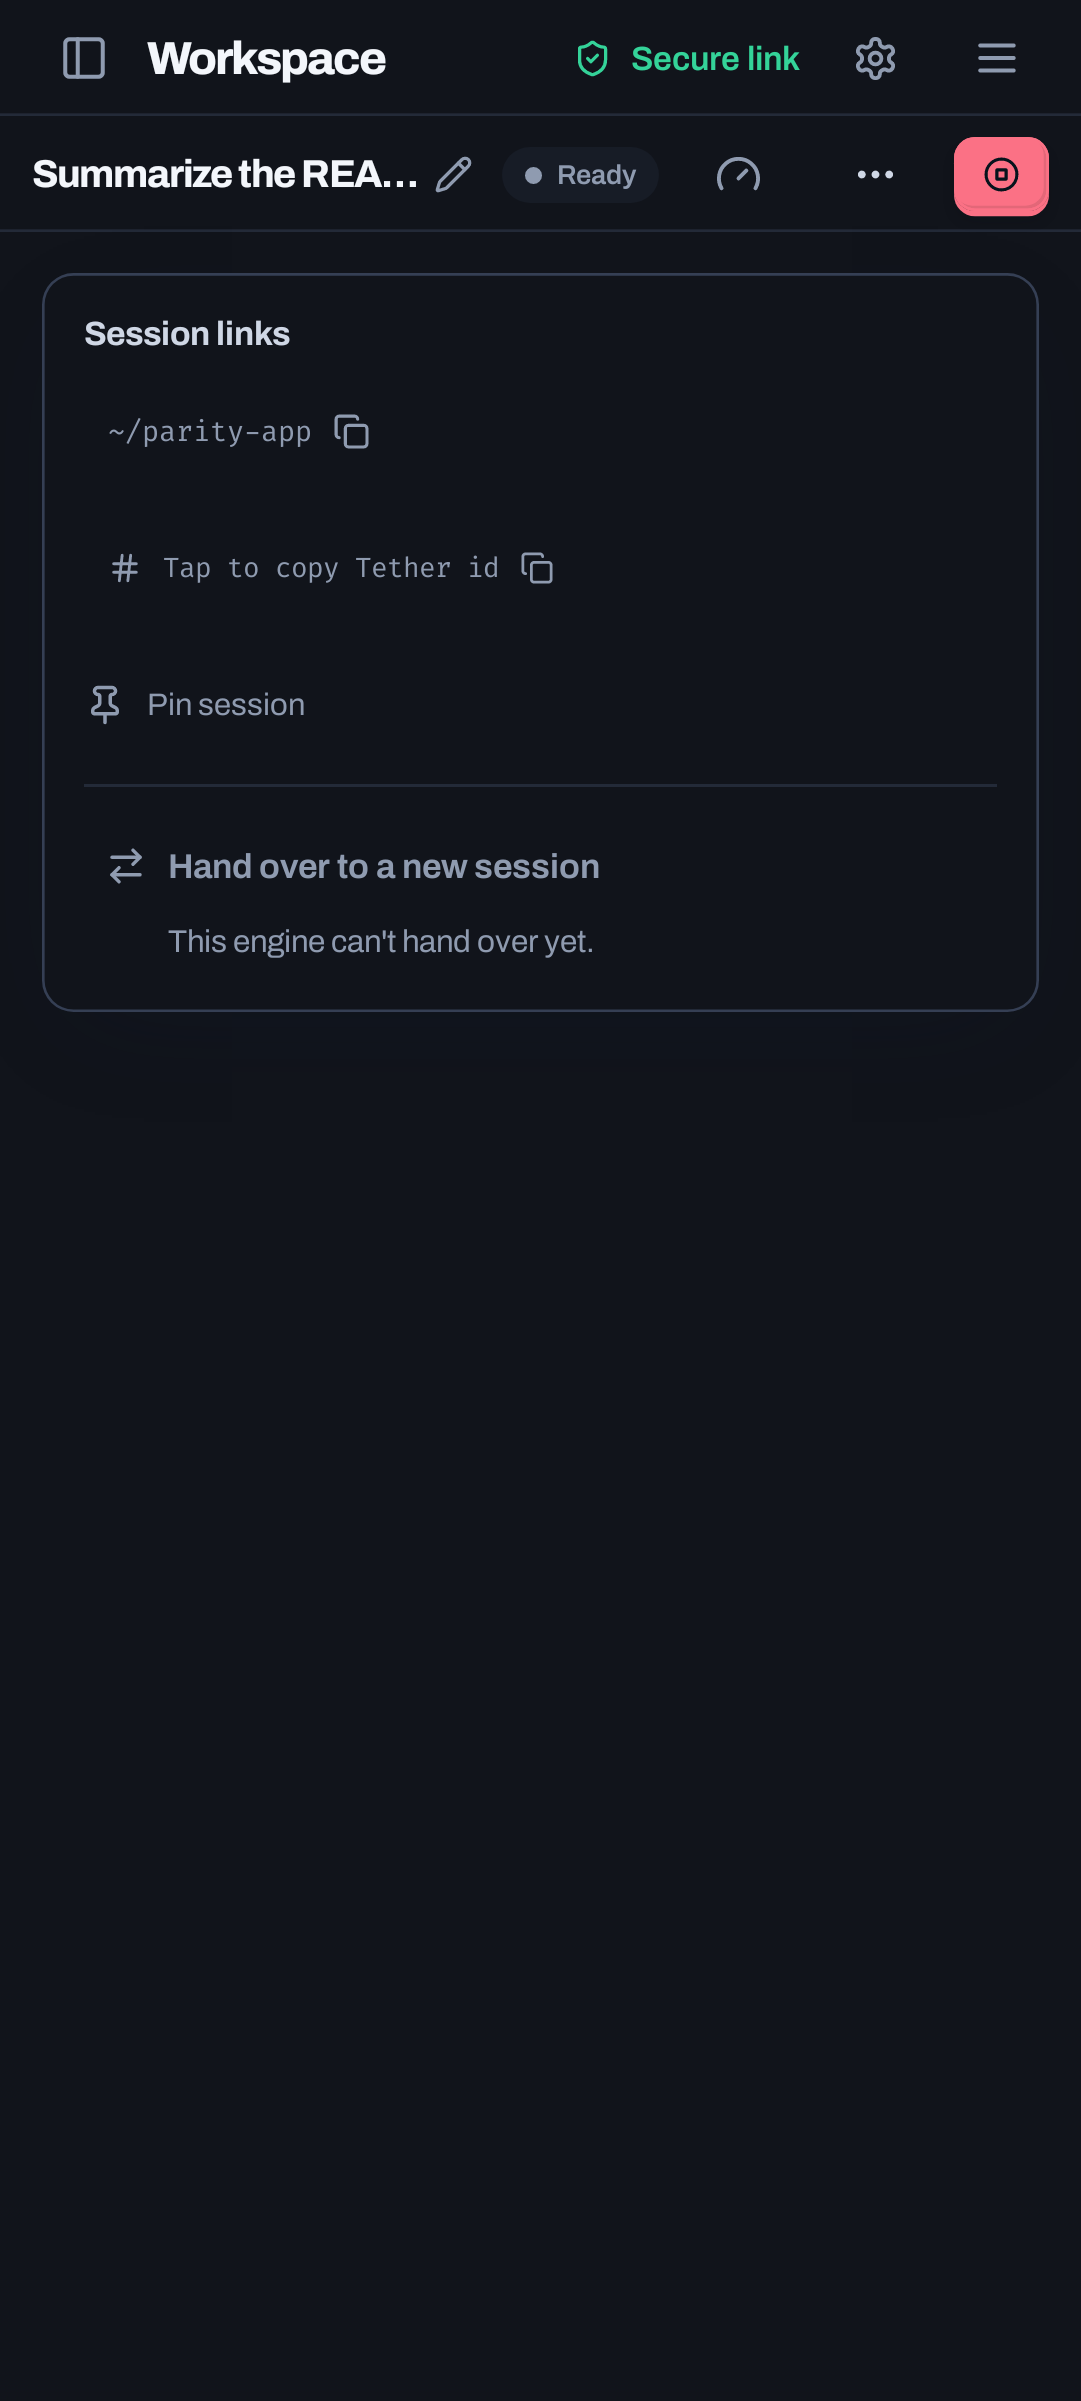 Workspace
Secure link
Summarize the REA...
Ready
Session links
~/parity-app
# Tap to copy Tether id
Pin session
Hand over to a new session
This engine can't hand over yet.